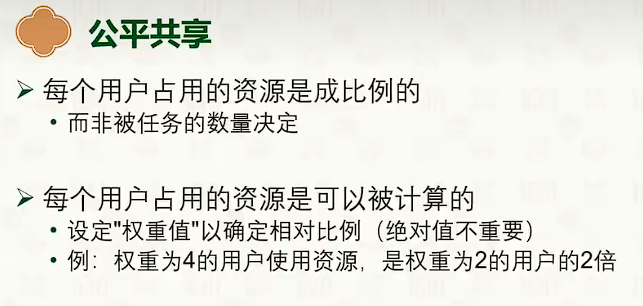 公平共享
每个用户占用的资源是成比例的
而非被任务的数量决定
每个用户占用的资源是可以被计算的
设定"权重值"以确定相对比例（绝对值不重要）
例：权重为4的用户使用资源，是权重为2的用户的2倍